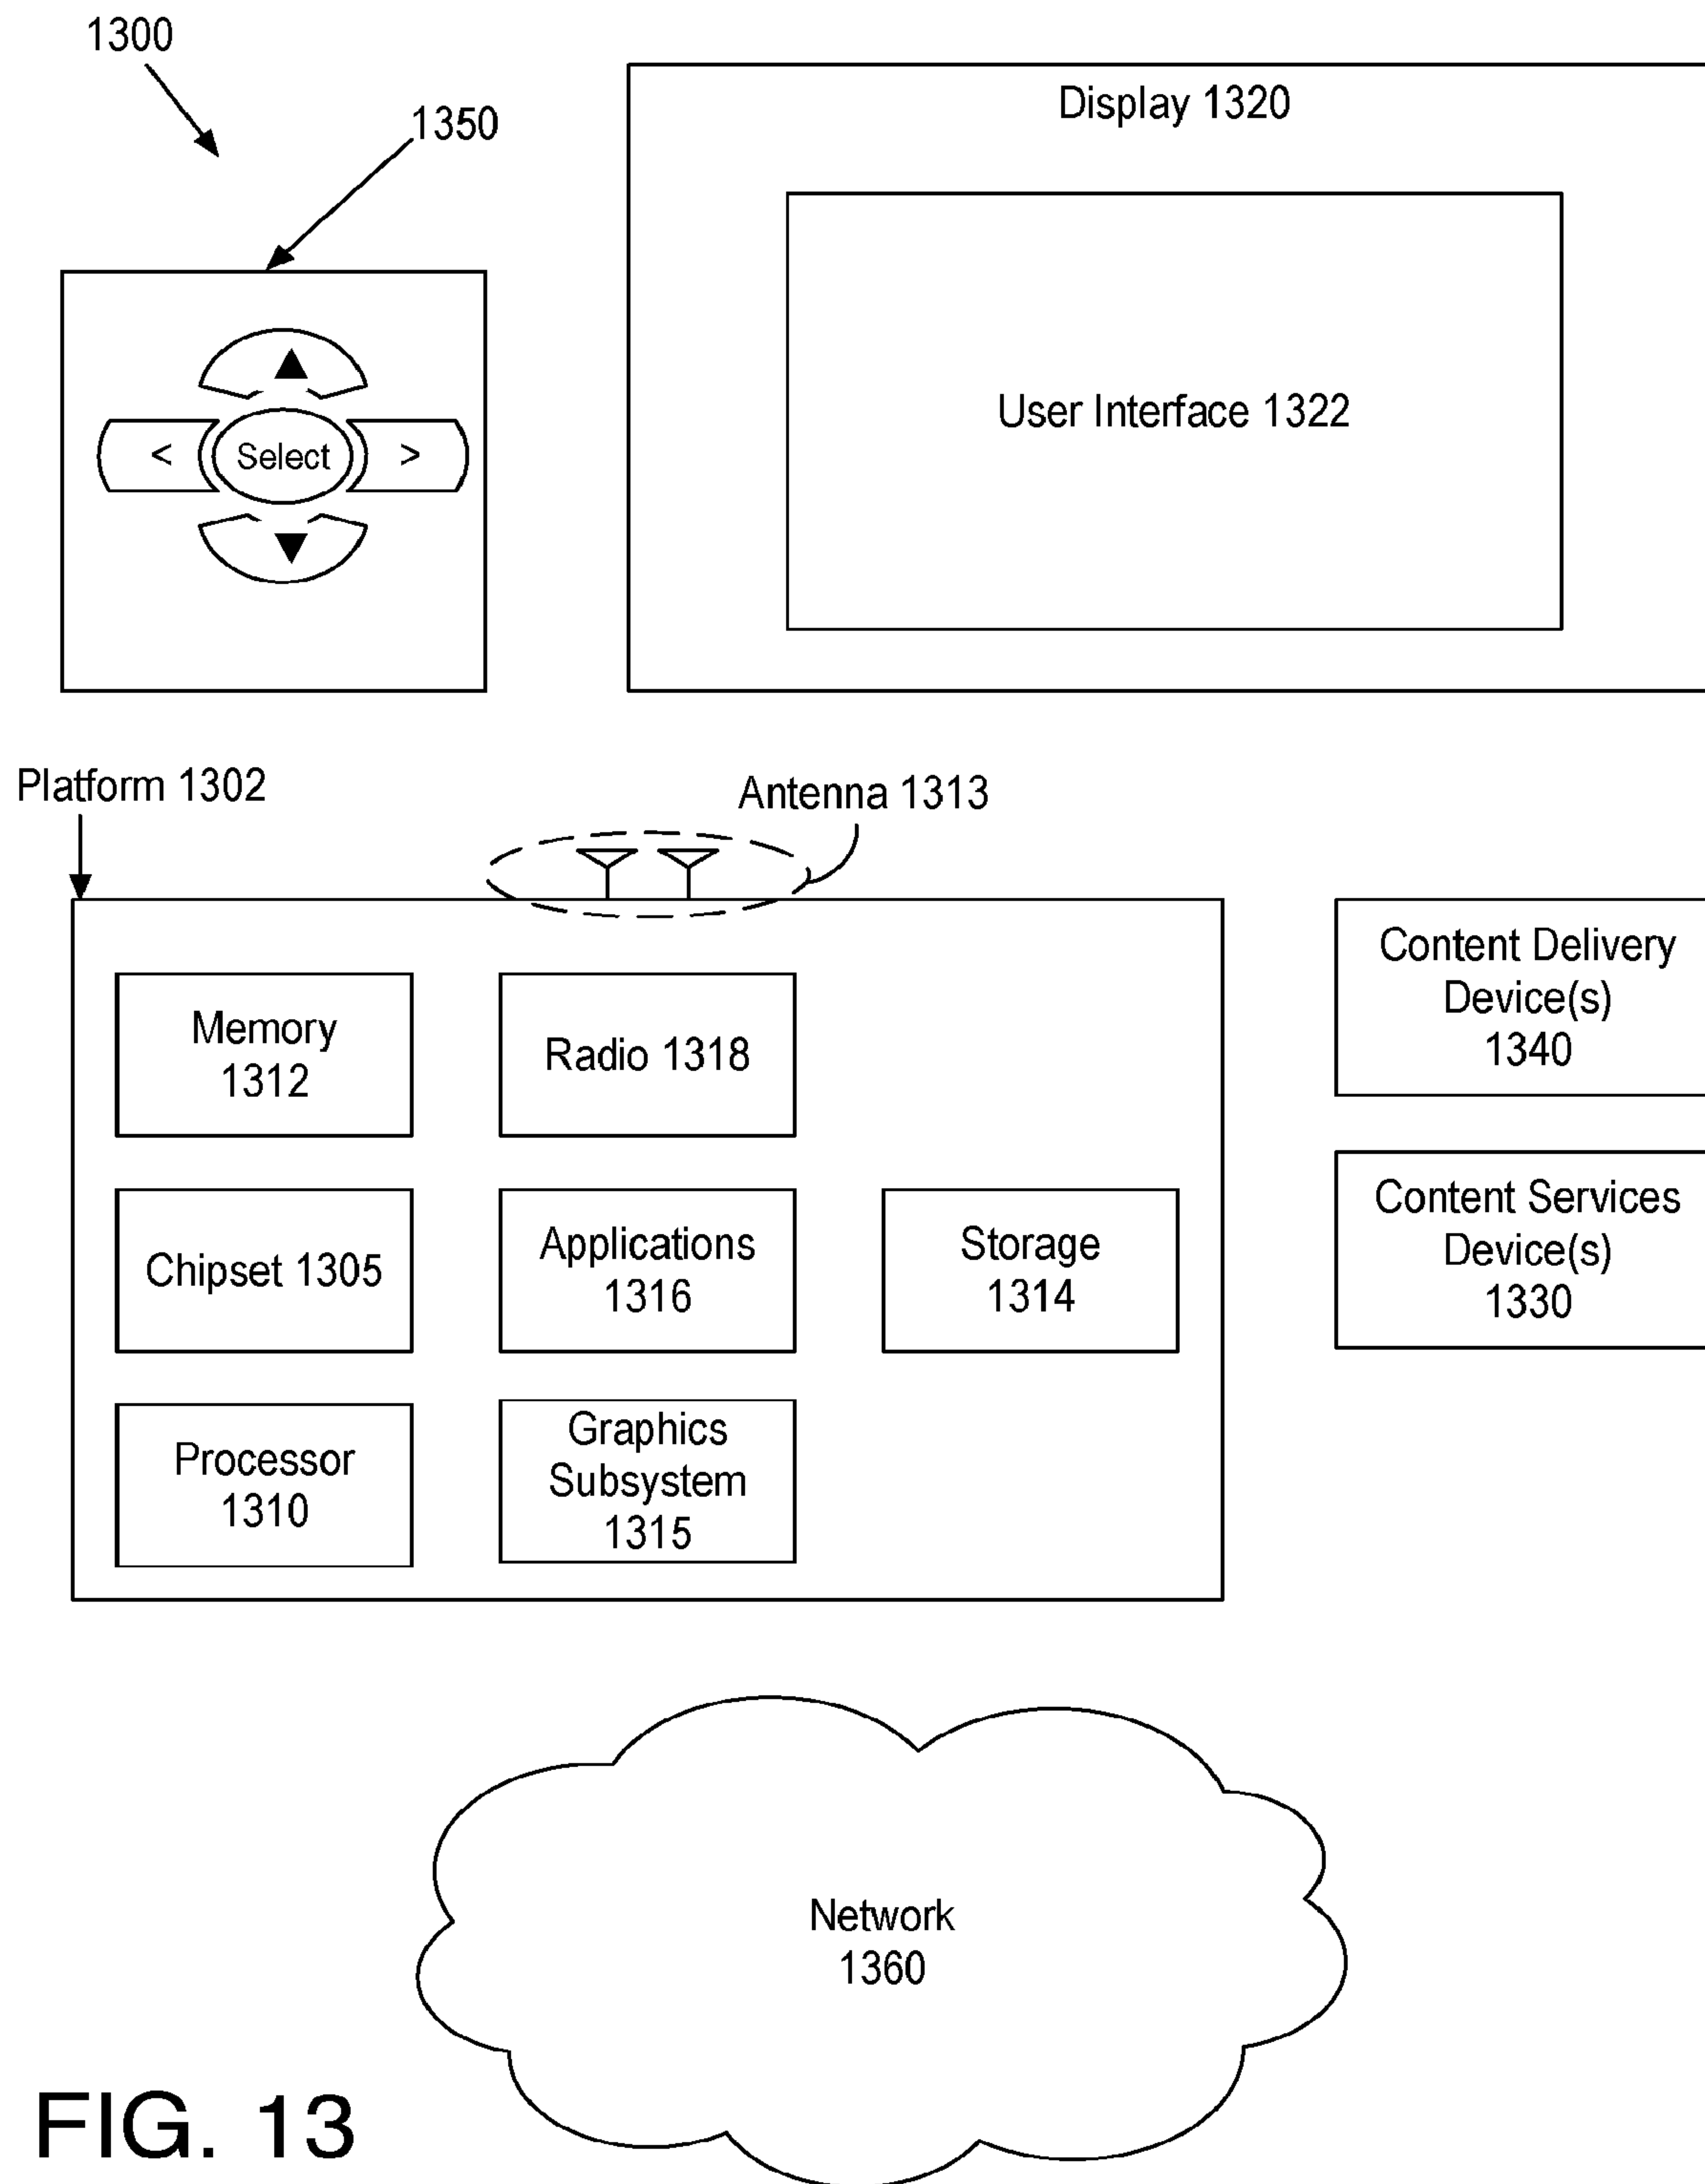 1300
1350
Display 1320
User Interface 1322
<
Select
>
Platform 1302
Antenna 1313
Memory
1312
Radio 1318
Content Delivery
Device(s)
1340
Chipset 1305
Applications
1316
Storage
1314
Content Services
Device(s)
1330
Processor
1310
Graphics
Subsystem
1315
Network
1360
FIG. 13